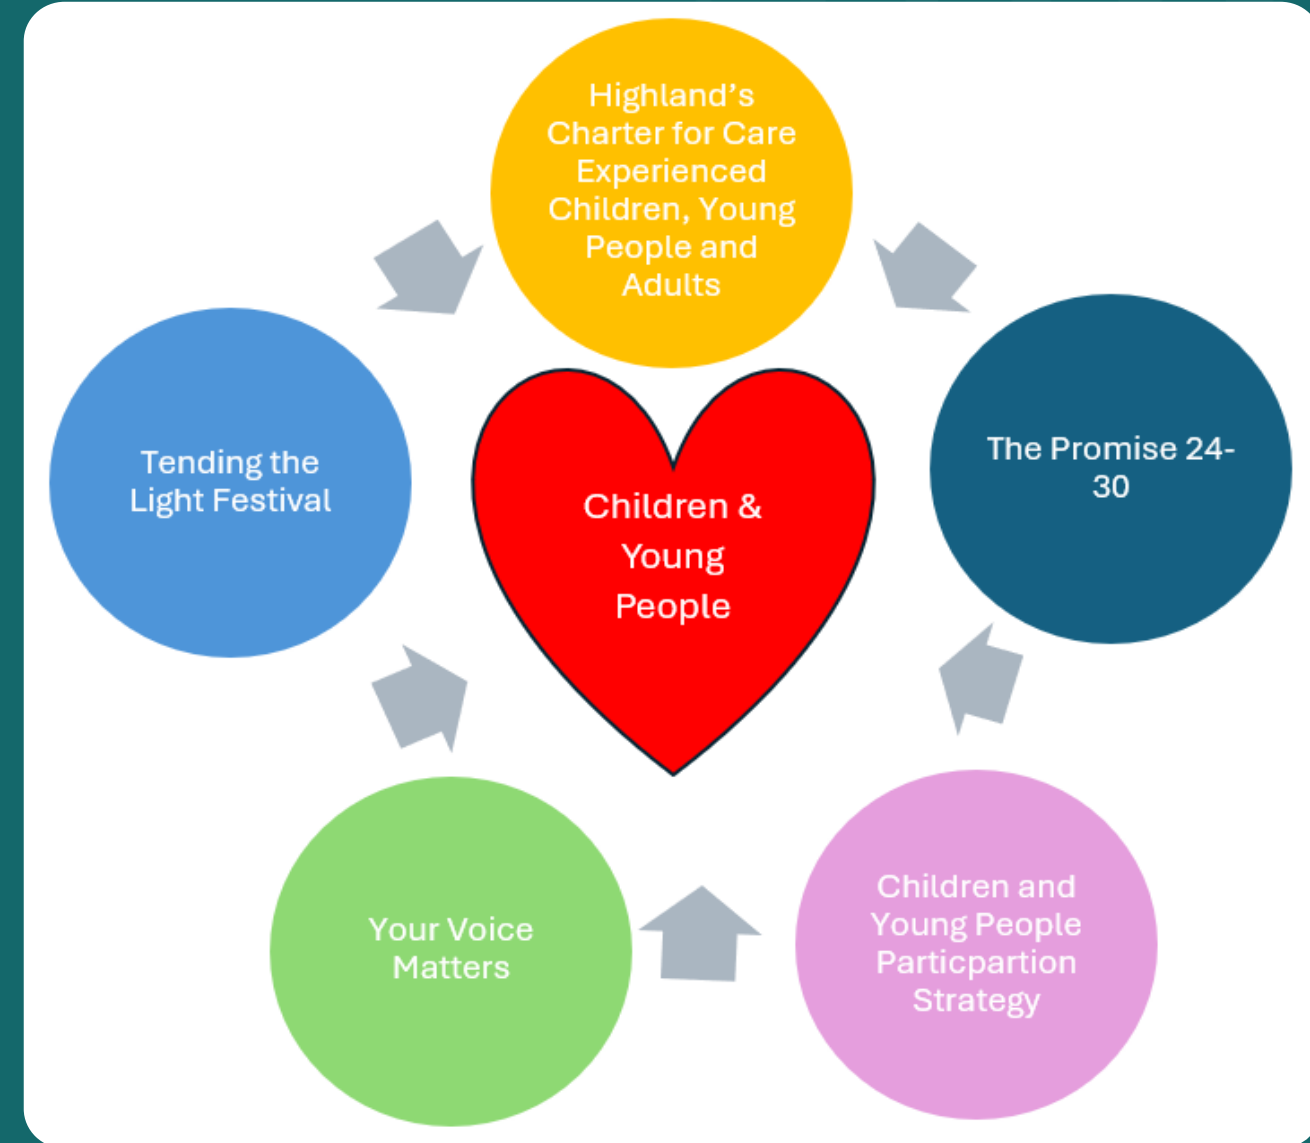 Highland’s
Charter for Care
Experienced
Children, Young
People and
Adults
Tending the
Light Festival
The Promise 24-
30
Children &
Young
People
Your Voice
Matters
Children and
Young People
Particpartion
Strategy